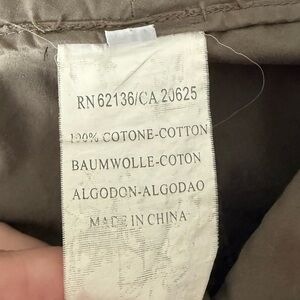 RN 62136/CA 20625
100% COTONE-COTTON
BAUMWOLLE-COTON
ALGODON-ALGODAO
MADE IN CHINA